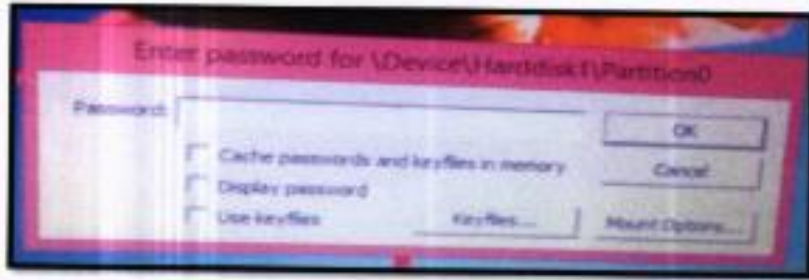 Enter password for \Device\Harddisk1\Partition0
Password:
OK
Cache passwords and keyfiles in memory
Cancel
Display password
Use keyfiles
Keyfiles...
Mount Options...